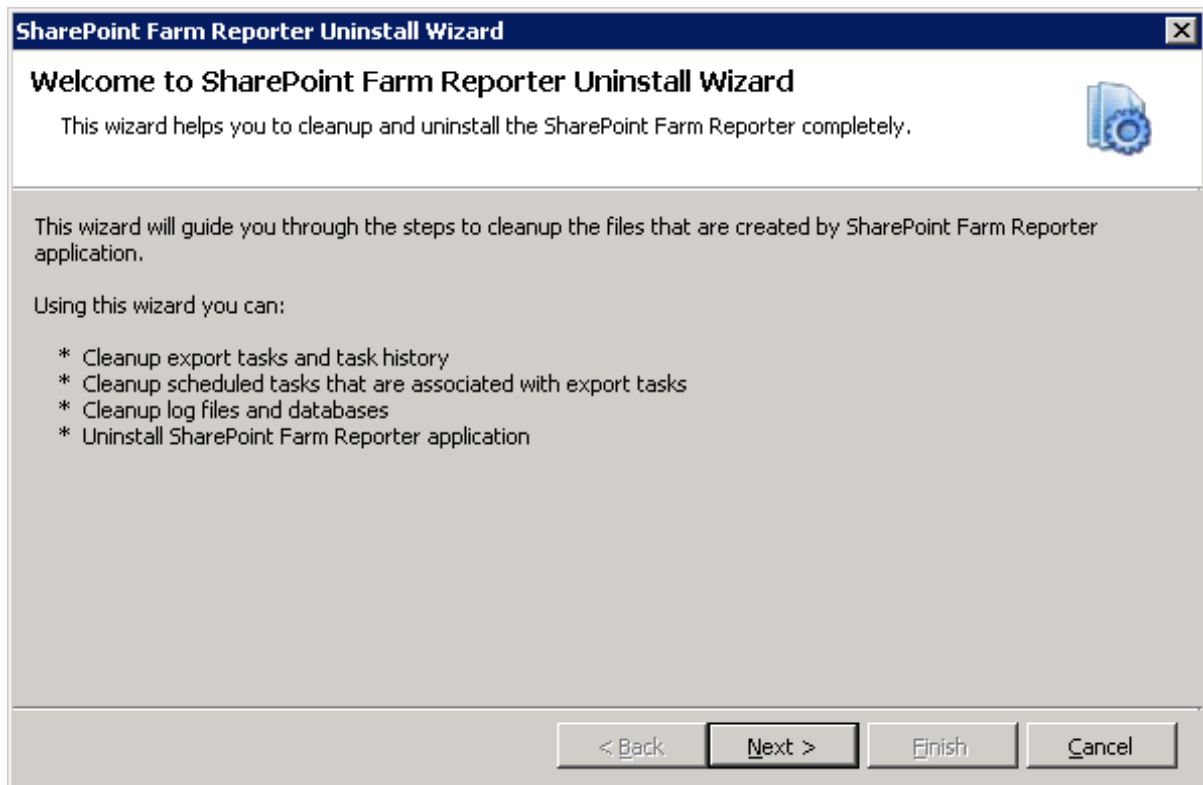 SharePoint Farm Reporter Uninstall Wizard
Welcome to SharePoint Farm Reporter Uninstall Wizard
This wizard helps you to cleanup and uninstall the SharePoint Farm Reporter completely.
This wizard will guide you through the steps to cleanup the files that are created by SharePoint Farm Reporter
application.
Using this wizard you can:
* Cleanup export tasks and task history
* Cleanup scheduled tasks that are associated with export tasks
* Cleanup log files and databases
* Uninstall SharePoint Farm Reporter application
< Back Next > Finish Cancel